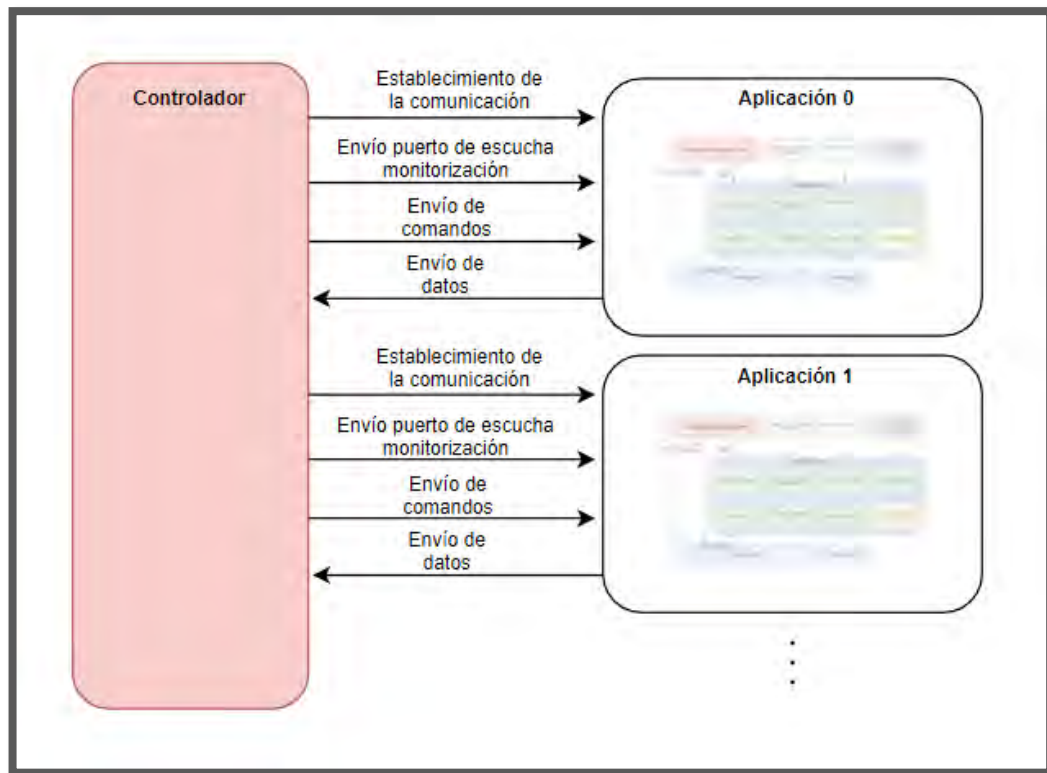 Controlador
Establecimiento de
la comunicación
Envío puerto de escucha
monitorización
Envío de
comandos
Envío de
datos
Aplicación 0
Establecimiento de
la comunicación
Envío puerto de escucha
monitorización
Envío de
comandos
Envío de
datos
Aplicación 1